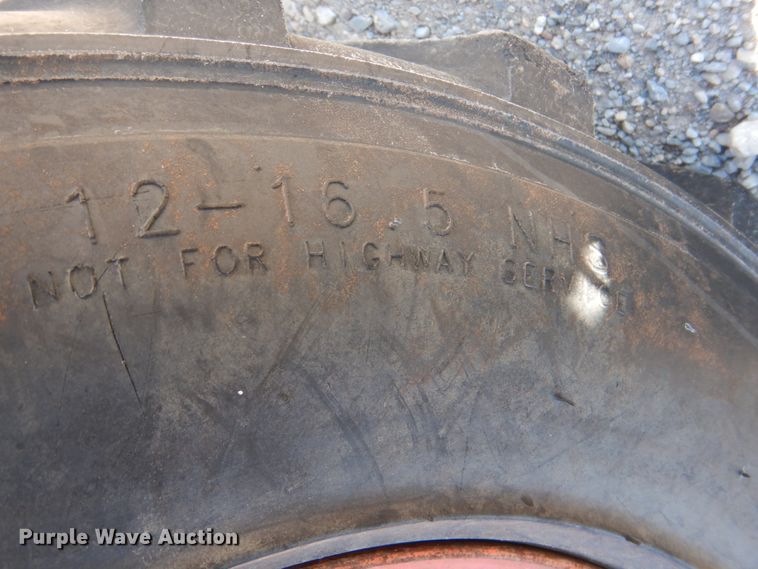 12-16.5 NHS
NOT FOR HIGHWAY SERVICE
Purple Wave Auction